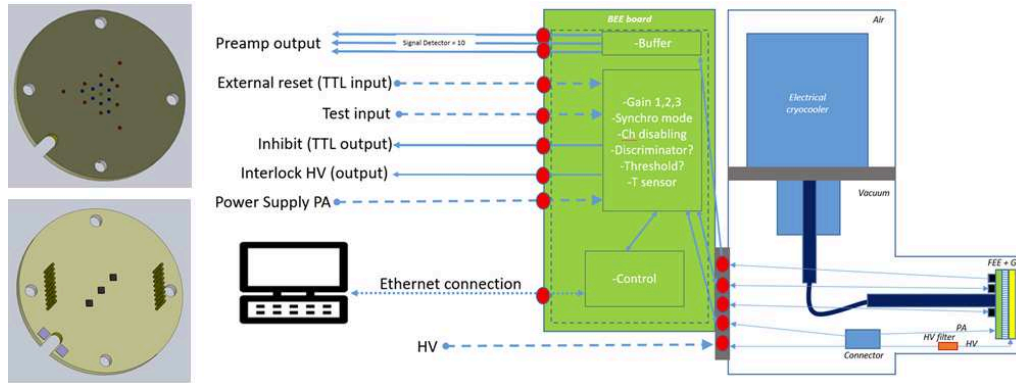 BEE board
Air
Preamp output
Signal Detector × 10
-Buffer
External reset (TTL input)
Test input
Inhibit (TTL output)
Interlock HV (output)
Power Supply PA
-Gain 1,2,3
-Synchro mode
-Ch disabling
-Discriminator?
-Threshold?
-T sensor
Electrical
cryocooler
Vacuum
FEE + G
-Control
Ethernet connection
HV
PA
HV filter
HV
Connector